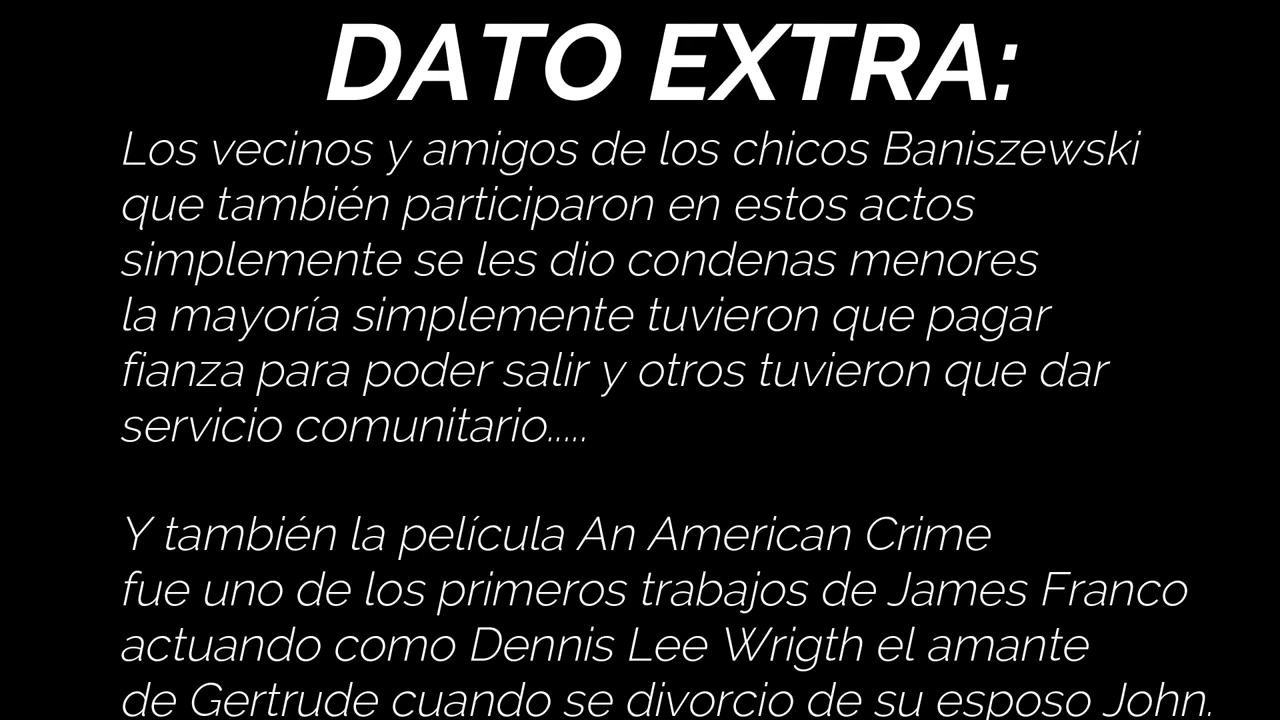 DATO EXTRA:
Los vecinos y amigos de los chicos Baniszewski
que también participaron en estos actos
simplemente se les dio condenas menores
la mayoría simplemente tuvieron que pagar
fianza para poder salir y otros tuvieron que dar
servicio comunitario.....
Y también la película An American Crime
fue uno de los primeros trabajos de James Franco
actuando como Dennis Lee Wrigth el amante
de Gertrude cuando se divorcio de su esposo John.